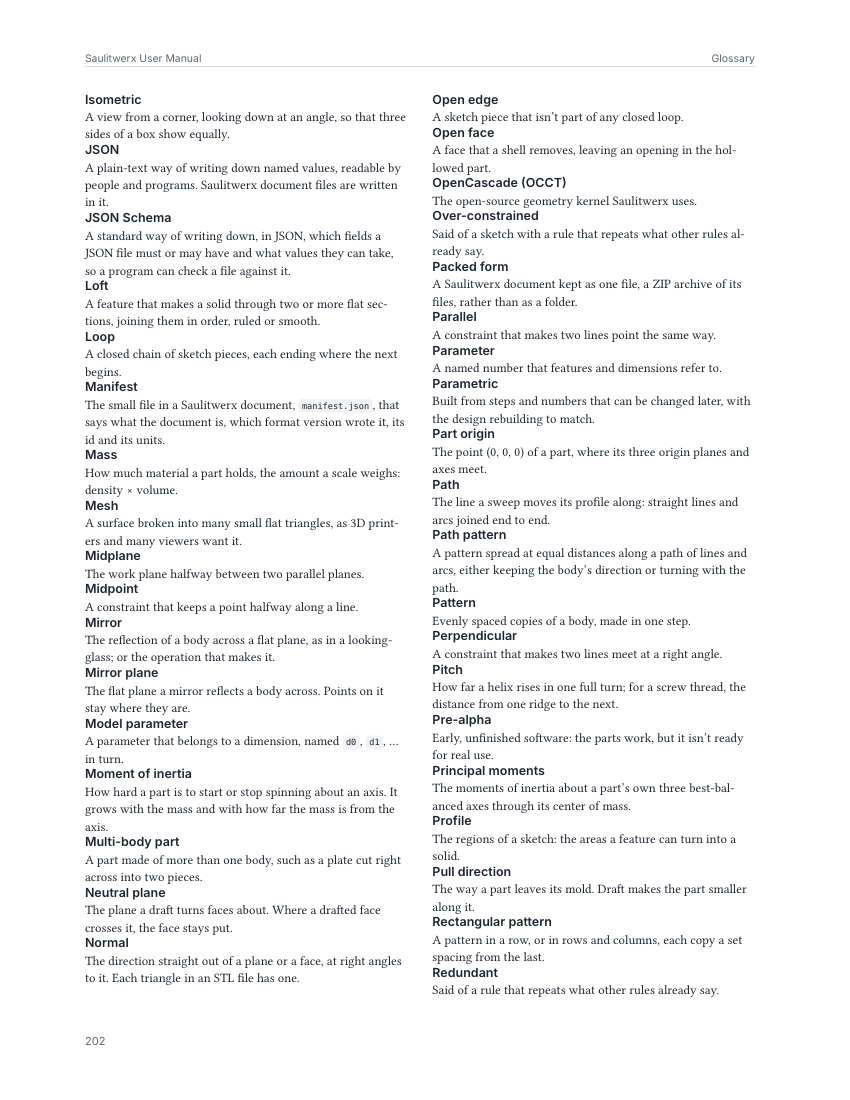 Saulitwerx User Manual
Glossary
Isometric
A view from a corner, looking down at an angle, so that three
sides of a box show equally.
JSON
A plain-text way of writing down named values, readable by
people and programs. Saulitwerx document files are written
in it.
JSON Schema
A standard way of writing down, in JSON, which fields a
JSON file must or may have and what values they can take,
so a program can check a file against it.
Loft
A feature that makes a solid through two or more flat sec-
tions, joining them in order, ruled or smooth.
Loop
A closed chain of sketch pieces, each ending where the next
begins.
Manifest
The small file in a Saulitwerx document, manifest.json, that
says what the document is, which format version wrote it, its
id and its units.
Mass
How much material a part holds, the amount a scale weighs:
density × volume.
Mesh
A surface broken into many small flat triangles, as 3D print-
ers and many viewers want it.
Midplane
The work plane halfway between two parallel planes.
Midpoint
A constraint that keeps a point halfway along a line.
Mirror
The reflection of a body across a flat plane, as in a looking-
glass; or the operation that makes it.
Mirror plane
The flat plane a mirror reflects a body across. Points on it
stay where they are.
Model parameter
A parameter that belongs to a dimension, named d0, d1, …
in turn.
Moment of inertia
How hard a part is to start or stop spinning about an axis. It
grows with the mass and with how far the mass is from the
axis.
Multi-body part
A part made of more than one body, such as a plate cut right
across into two pieces.
Neutral plane
The plane a draft turns faces about. Where a drafted face
crosses it, the face stays put.
Normal
The direction straight out of a plane or a face, at right angles
to it. Each triangle in an STL file has one.
Open edge
A sketch piece that isn’t part of any closed loop.
Open face
A face that a shell removes, leaving an opening in the hol-
lowed part.
OpenCascade (OCCT)
The open-source geometry kernel Saulitwerx uses.
Over-constrained
Said of a sketch with a rule that repeats what other rules al-
ready say.
Packed form
A Saulitwerx document kept as one file, a ZIP archive of its
files, rather than as a folder.
Parallel
A constraint that makes two lines point the same way.
Parameter
A named number that features and dimensions refer to.
Parametric
Built from steps and numbers that can be changed later, with
the design rebuilding to match.
Part origin
The point (0, 0, 0) of a part, where its three origin planes and
axes meet.
Path
The line a sweep moves its profile along: straight lines and
arcs joined end to end.
Path pattern
A pattern spread at equal distances along a path of lines and
arcs, either keeping the body’s direction or turning with the
path.
Pattern
Evenly spaced copies of a body, made in one step.
Perpendicular
A constraint that makes two lines meet at a right angle.
Pitch
How far a helix rises in one full turn; for a screw thread, the
distance from one ridge to the next.
Pre-alpha
Early, unfinished software: the parts work, but it isn’t ready
for real use.
Principal moments
The moments of inertia about a part’s own three best-bal-
anced axes through its center of mass.
Profile
The regions of a sketch: the areas a feature can turn into a
solid.
Pull direction
The way a part leaves its mold. Draft makes the part smaller
along it.
Rectangular pattern
A pattern in a row, or in rows and columns, each copy a set
spacing from the last.
Redundant
Said of a rule that repeats what other rules already say.
202